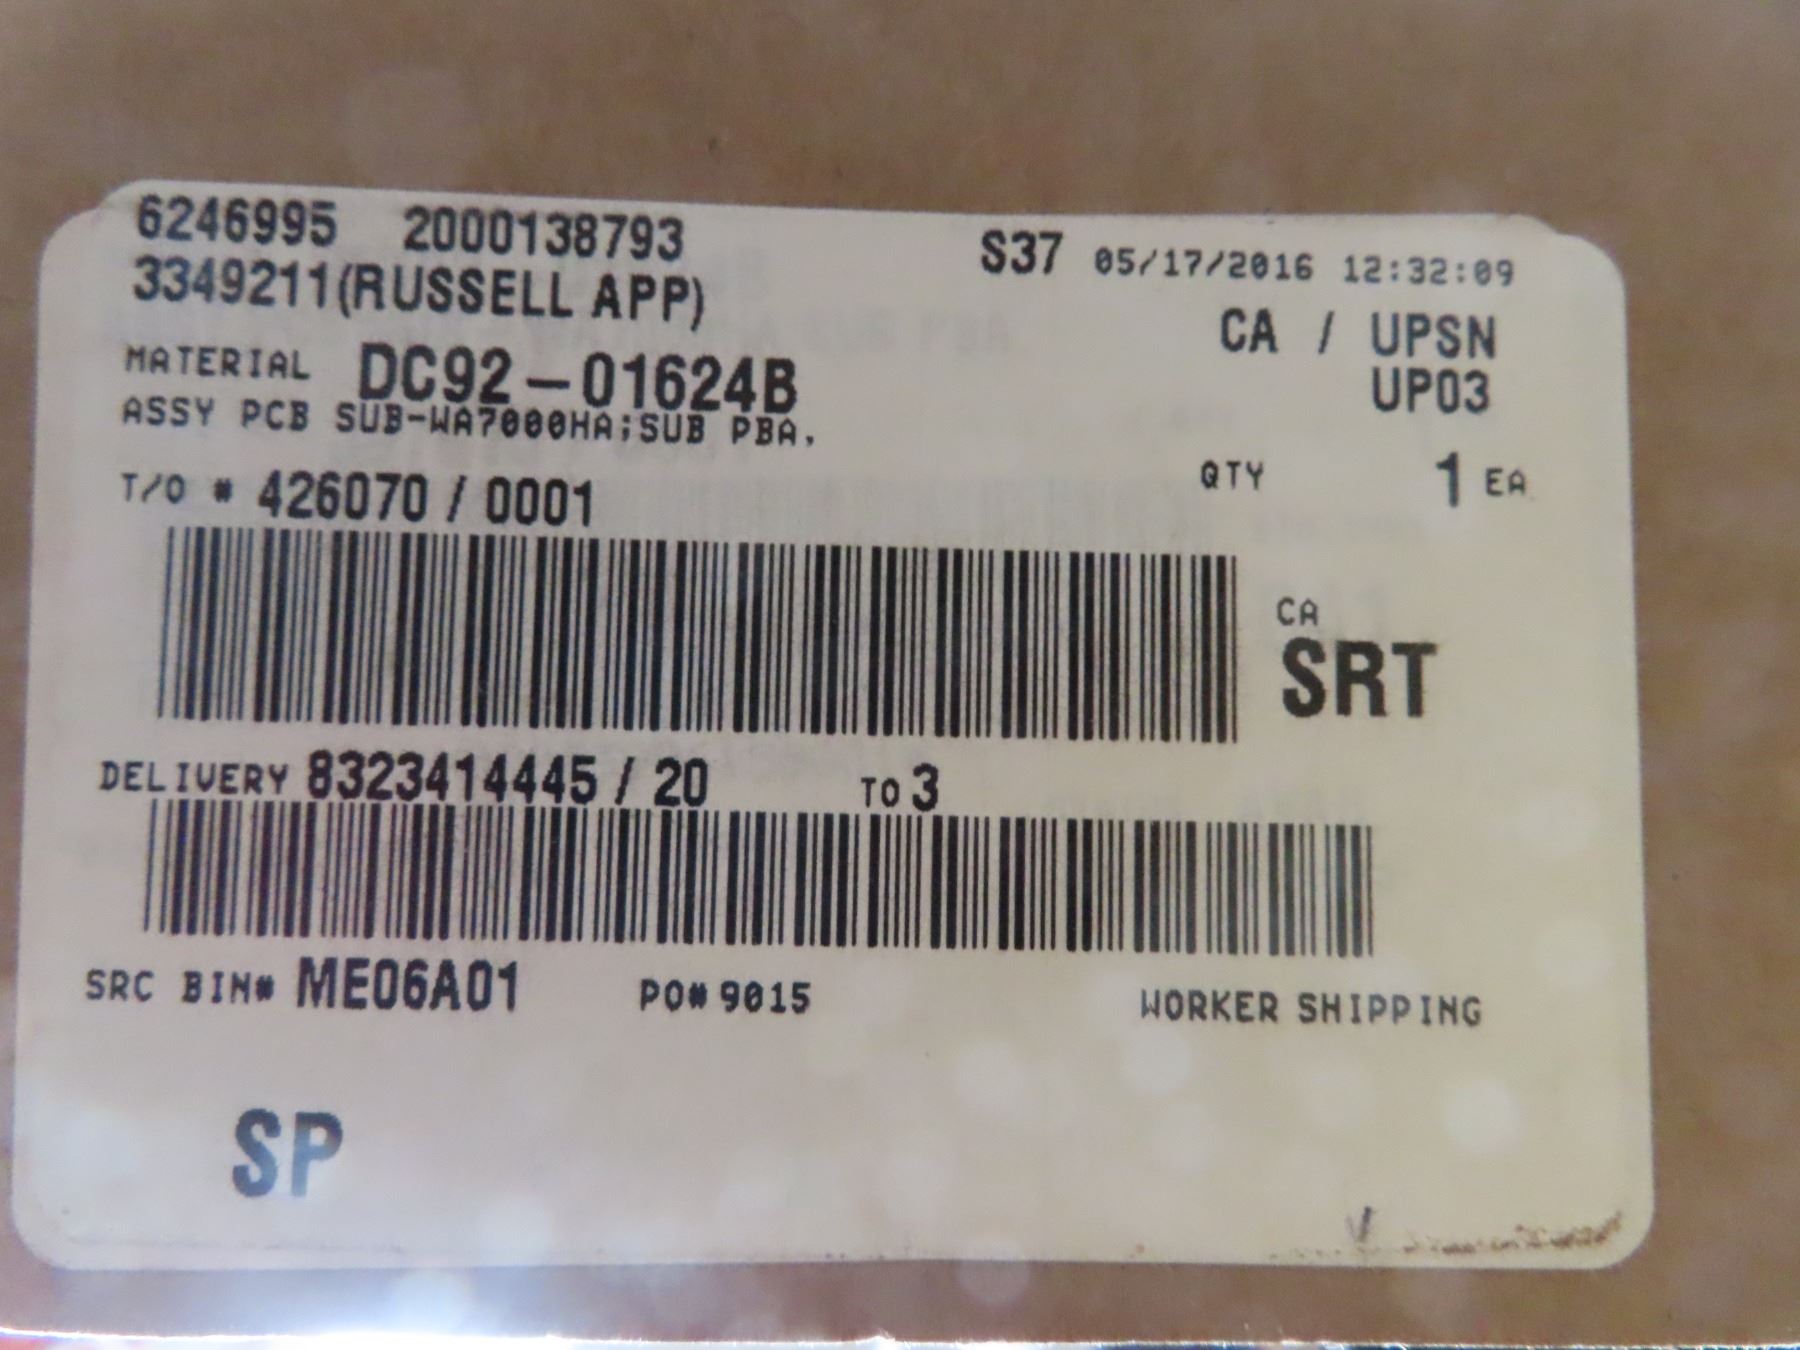 6246995 2000138793 S37 05/17/2016 12:32:09
3349211(RUSSELL APP)
CA / UPSN
MATERIAL DC92-01624B UP03
ASSY PCB SUB-WA7000HA;SUB PBA,
QTY 1 EA
T/O # 426070 / 0001
CA
SRT
DELIVERY 8323414445 / 20 TO 3
SRC BIN# ME06A01 PO# 9015 WORKER SHIPPING
SP